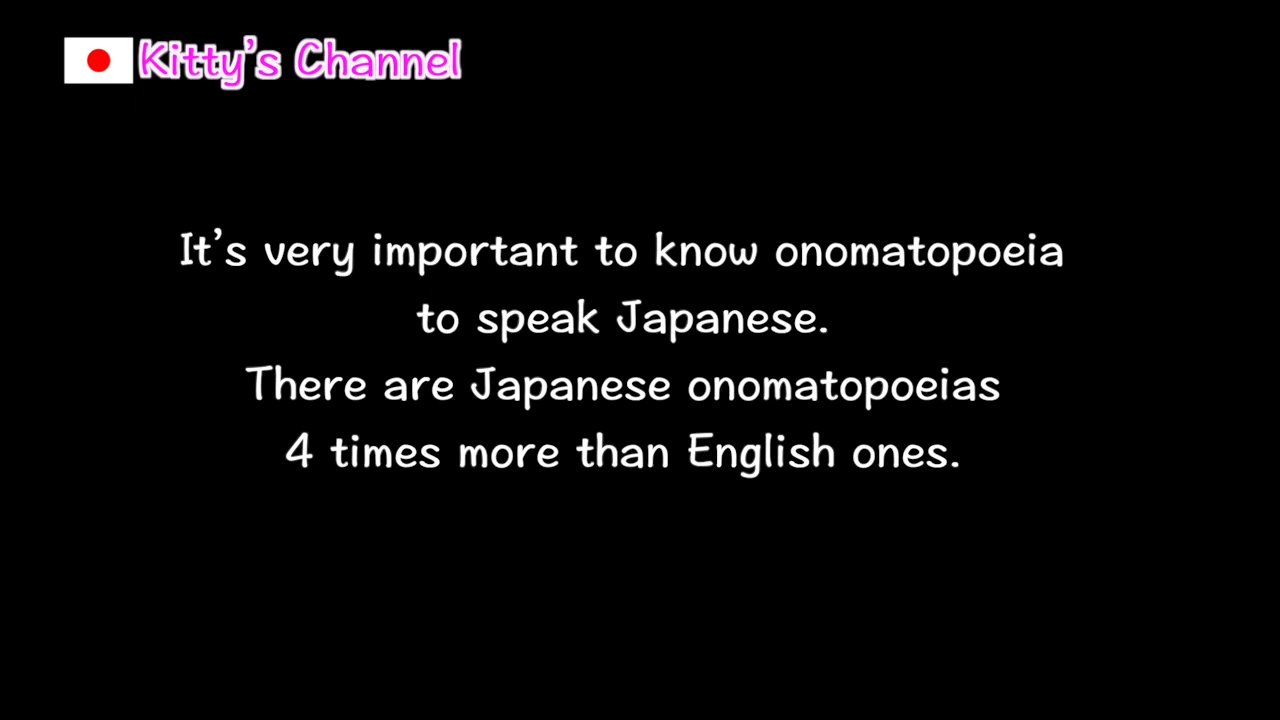 Kitty's Channel
It's very important to know onomatopoeia
to speak Japanese.
There are Japanese onomatopoeias
4 times more than English ones.